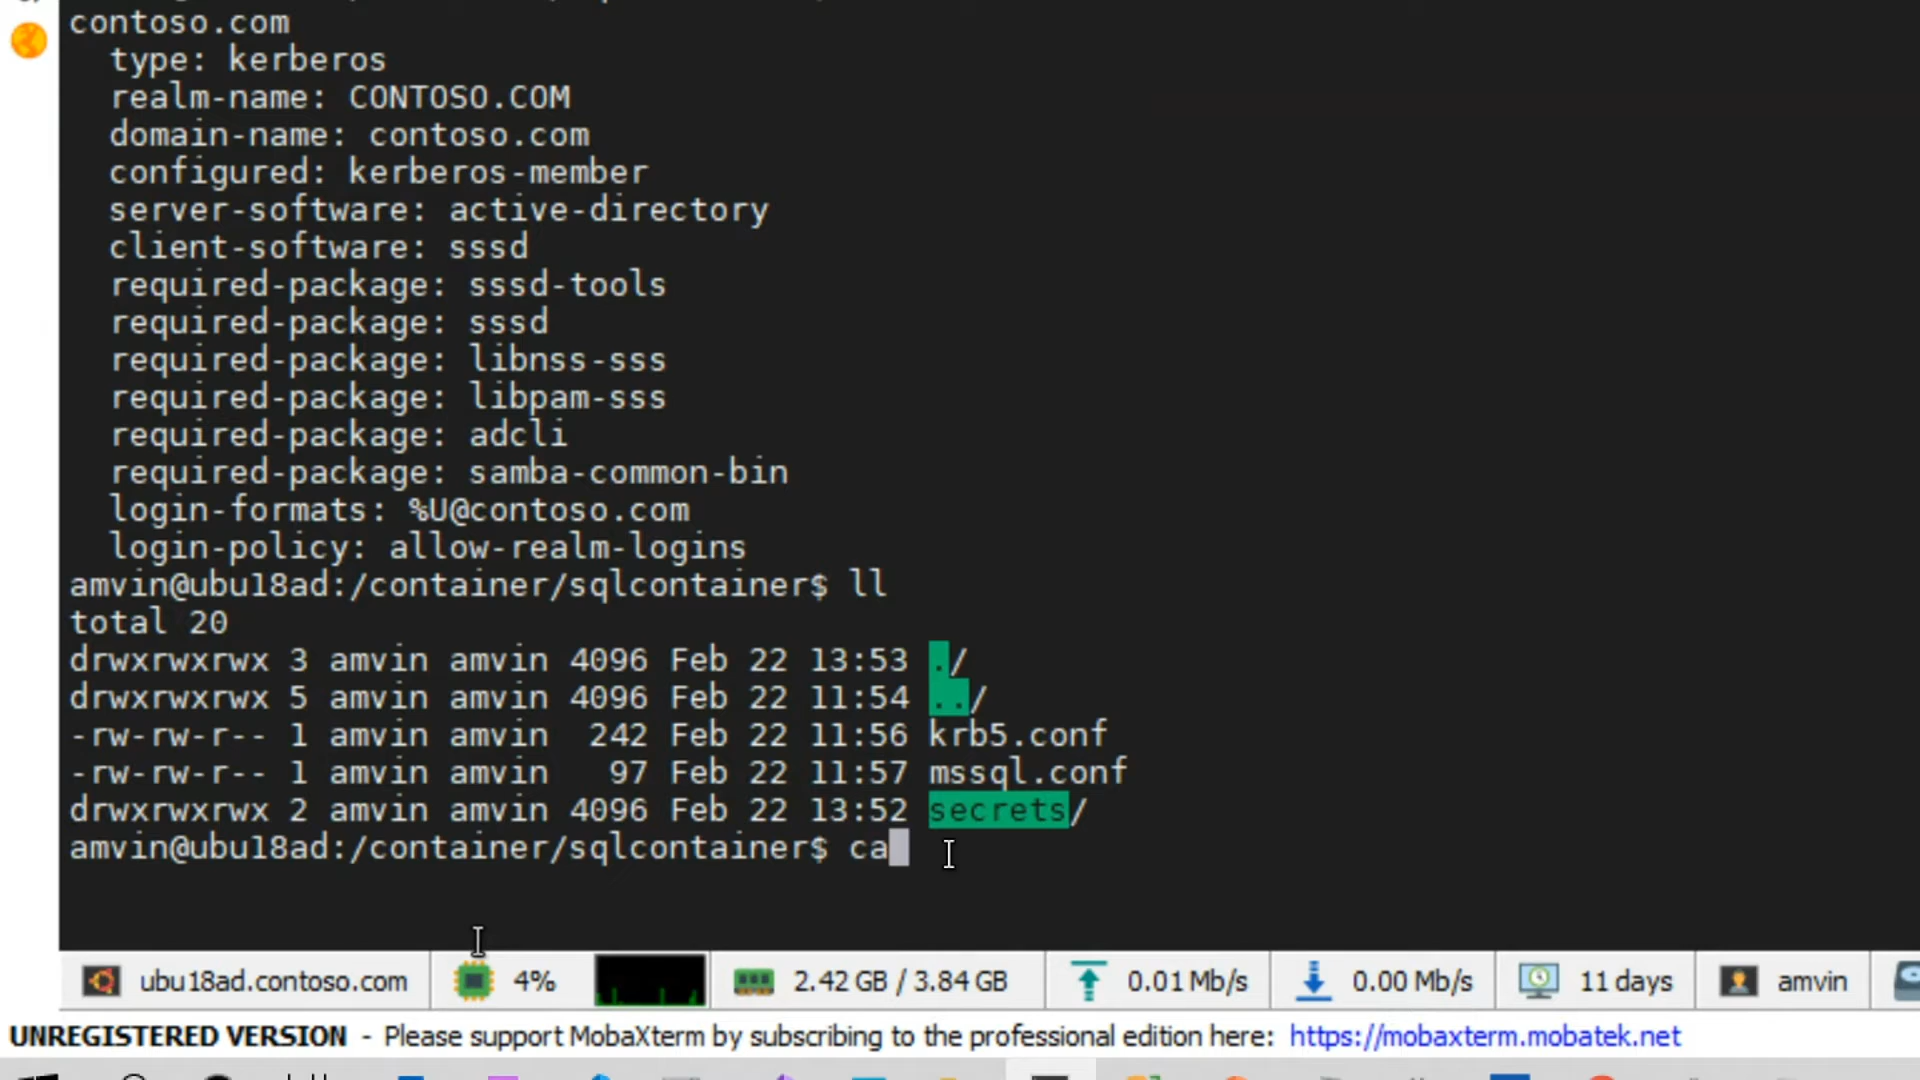 contoso.com
type: kerberos
realm-name: CONTOSO.COM
domain-name: contoso.com
configured: kerberos-member
server-software: active-directory
client-software: sssd
required-package: sssd-tools
required-package: sssd
required-package: libnss-sss
required-package: libpam-sss
required-package: adcli
required-package: samba-common-bin
login-formats: %U@contoso.com
login-policy: allow-realm-logins
amvin@ubu18ad:/container/sqlcontainer$ ll
total 20
drwxrwxrwx 3 amvin amvin 4096 Feb 22 13:53 ./
drwxrwxrwx 5 amvin amvin 4096 Feb 22 11:54 ../
-rw-rw-r-- 1 amvin amvin 242 Feb 22 11:56 krb5.conf
-rw-rw-r-- 1 amvin amvin 97 Feb 22 11:57 mssql.conf
drwxrwxrwx 2 amvin amvin 4096 Feb 22 13:52 secrets/
amvin@ubu18ad:/container/sqlcontainer$ ca
ubu18ad.contoso.com 4% 2.42 GB / 3.84 GB 0.01 Mb/s 0.00 Mb/s 11 days amvin
UNREGISTERED VERSION - Please support MobaXterm by subscribing to the professional edition here: https://mobaxterm.mobatek.net